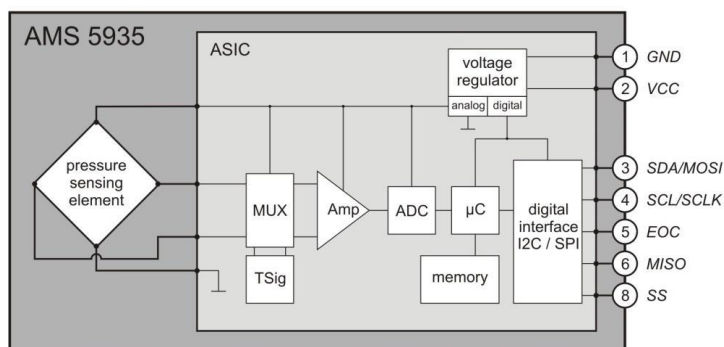 AMS 5935
ASIC
voltage
regulator
analog
digital
1 GND
2 VCC
pressure
sensing
element
MUX
Amp
ADC
µC
digital
interface
I2C / SPI
TSig
memory
3 SDA/MOSI
4 SCL/SCLK
5 EOC
6 MISO
8 SS